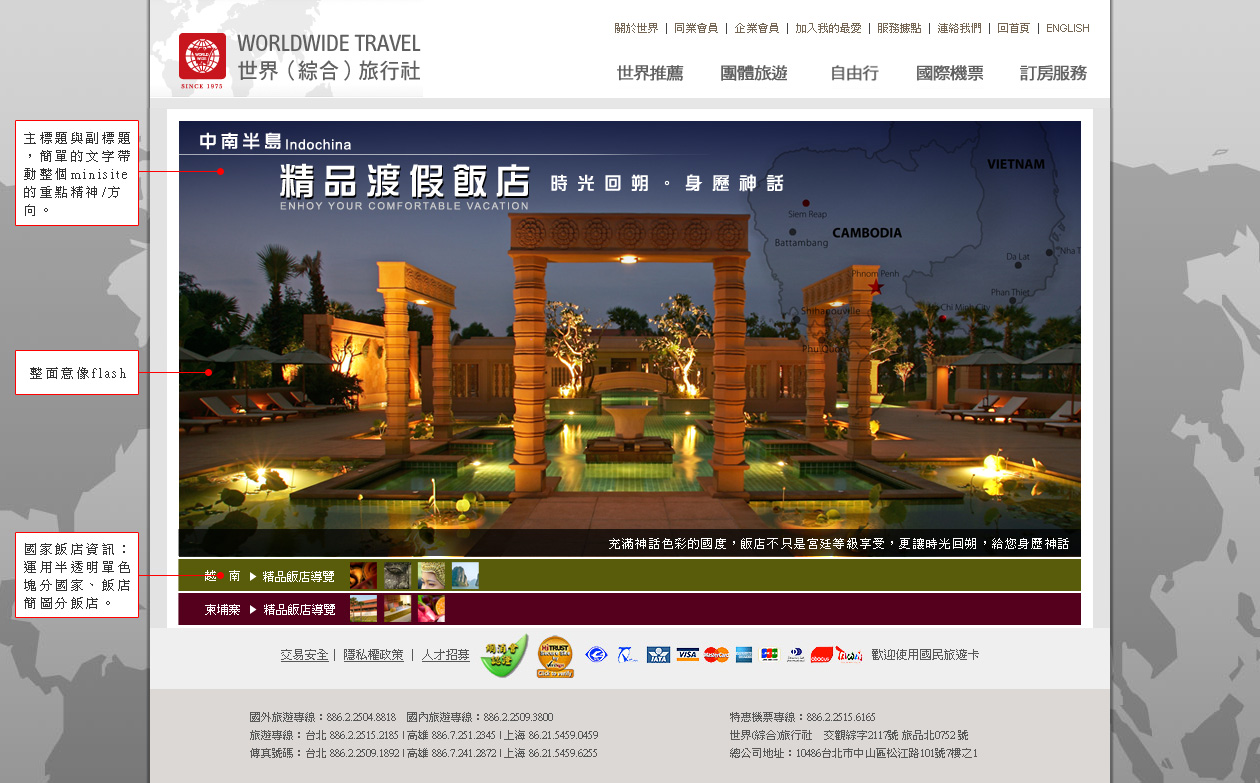 關於世界 | 同業會員 | 企業會員 | 加入我的最愛 | 服務據點 | 連絡我們 | 回首頁 | ENGLISH
WORLDWIDE TRAVEL
世界（綜合）旅行社
WORLD WIDE
SINCK 1975
世界推薦 團體旅遊 自由行 國際機票 訂房服務
主標題與副標題
，簡單的文字帶
動整個minisite
的重點精神/方
向。
中南半島 Indochina
精品渡假飯店 時光回朔。身歷神話
ENHOY YOUR COMFORTABLE VACATION
VIETNAM
Siem Reap
CAMBODIA
Battambang
Nha T
Da Lat
Phnom Penh
Phan Thiet
Ho Chi Minh City
Shihanouville
Phu Quoc
整面意像flash
充滿神話色彩的國度，飯店不只是宮廷等級享受，更讓時光回朔，給您身歷神話
國家飯店資訊：
運用半透明單色
塊分國家、飯店
簡圖分飯店。
越 南 ▶ 精品飯店導覽
柬埔寨 ▶ 精品飯店導覽
交易安全 | 隱私權政策 | 人才招募
HiTRUST
Click to verify
IATA
VISA
MasterCard
JCB
abacus
歡迎使用國民旅遊卡
國外旅遊專線：886.2.2504.8818 國內旅遊專線：886.2.2509.3800
旅遊專線：台北 886.2.2515.2185 | 高雄 886.7.251.2345 | 上海 86.21.5459.0459
傳真號碼：台北 886.2.2509.1892 | 高雄 886.7.241.2872 | 上海 86.21.5459.6255
特惠機票專線：886.2.2515.6165
世界(綜合)旅行社 交觀綜字2117號 旅品北0752 號
總公司地址：10486台北市中山區松江路101號7樓之1